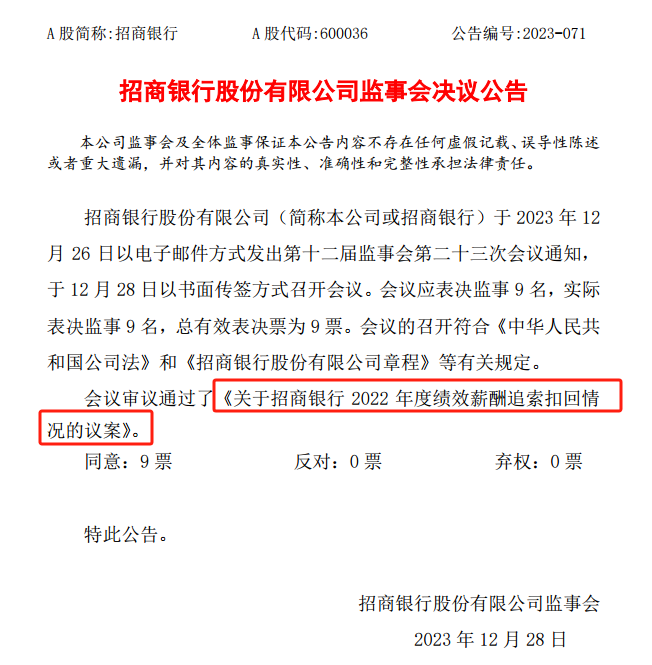 A 股简称:招商银行 A 股代码:600036 公告编号:2023-071
招商银行股份有限公司监事会决议公告
本公司监事会及全体监事保证本公告内容不存在任何虚假记载、误导性陈述
或者重大遗漏，并对其内容的真实性、准确性和完整性承担法律责任。
招商银行股份有限公司（简称本公司或招商银行）于 2023 年 12
月 26 日以电子邮件方式发出第十二届监事会第二十三次会议通知，
于 12 月 28 日以书面传签方式召开会议。会议应表决监事 9 名，实际
表决监事 9 名，总有效表决票为 9 票。会议的召开符合《中华人民共
和国公司法》和《招商银行股份有限公司章程》等有关规定。
会议审议通过了《关于招商银行 2022 年度绩效薪酬追索扣回情
况的议案》。
同意：9 票 反对：0 票 弃权：0 票
特此公告。
招商银行股份有限公司监事会
2023 年 12 月 28 日